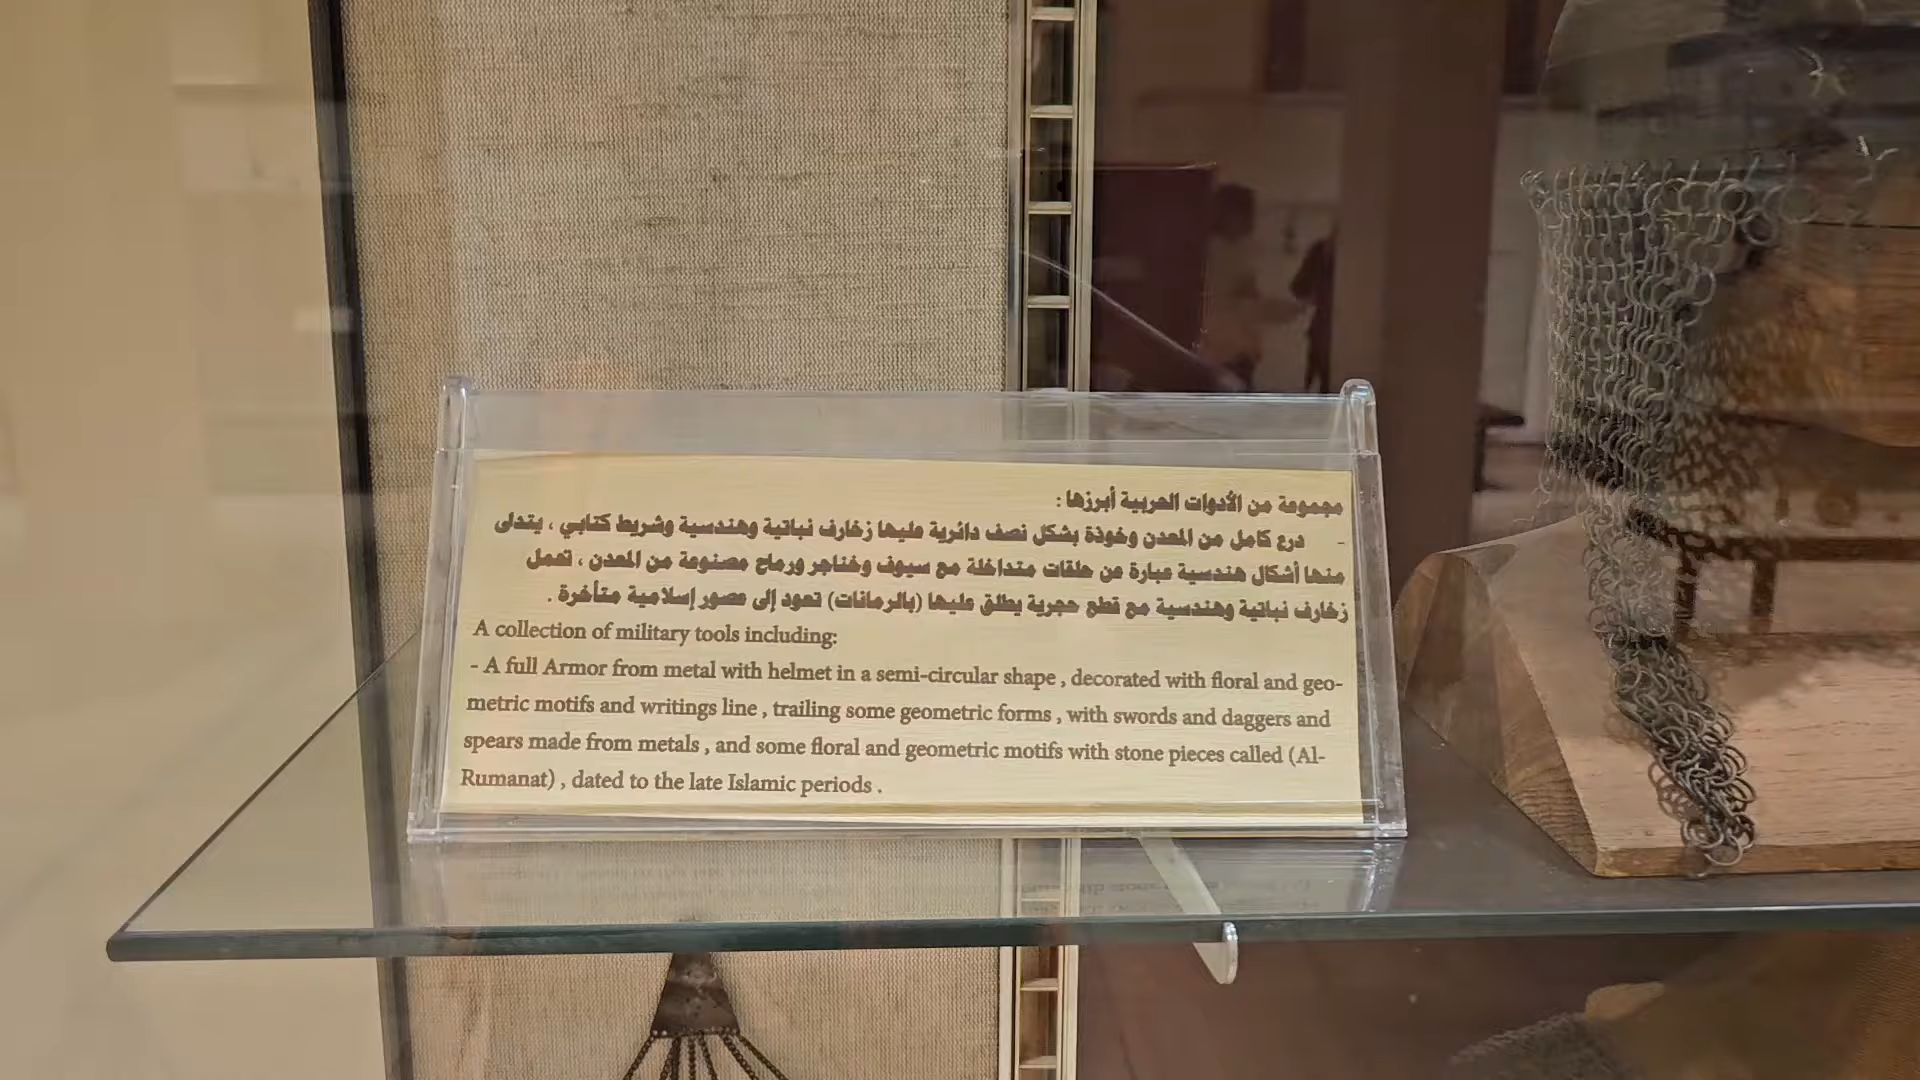 مجموعة من الأدوات الحربية أبرزها :
- درع كامل من المعدن وخوذة بشكل نصف دائرية عليها زخارف نباتية وهندسية وشريط كتابي ، يتدلى
منها أشكال هندسية عبارة عن حلقات متداخلة مع سيوف وخناجر ورماح مصنوعة من المعدن ، تحمل
زخارف نباتية وهندسية مع قطع حجرية يطلق عليها (بالرمانات) تعود إلى عصور إسلامية متأخرة .
A collection of military tools including:
- A full Armor from metal with helmet in a semi-circular shape , decorated with floral and geo-
metric motifs and writings line , trailing some geometric forms , with swords and daggers and
spears made from metals , and some floral and geometric motifs with stone pieces called (Al-
Rumanat) , dated to the late Islamic periods .